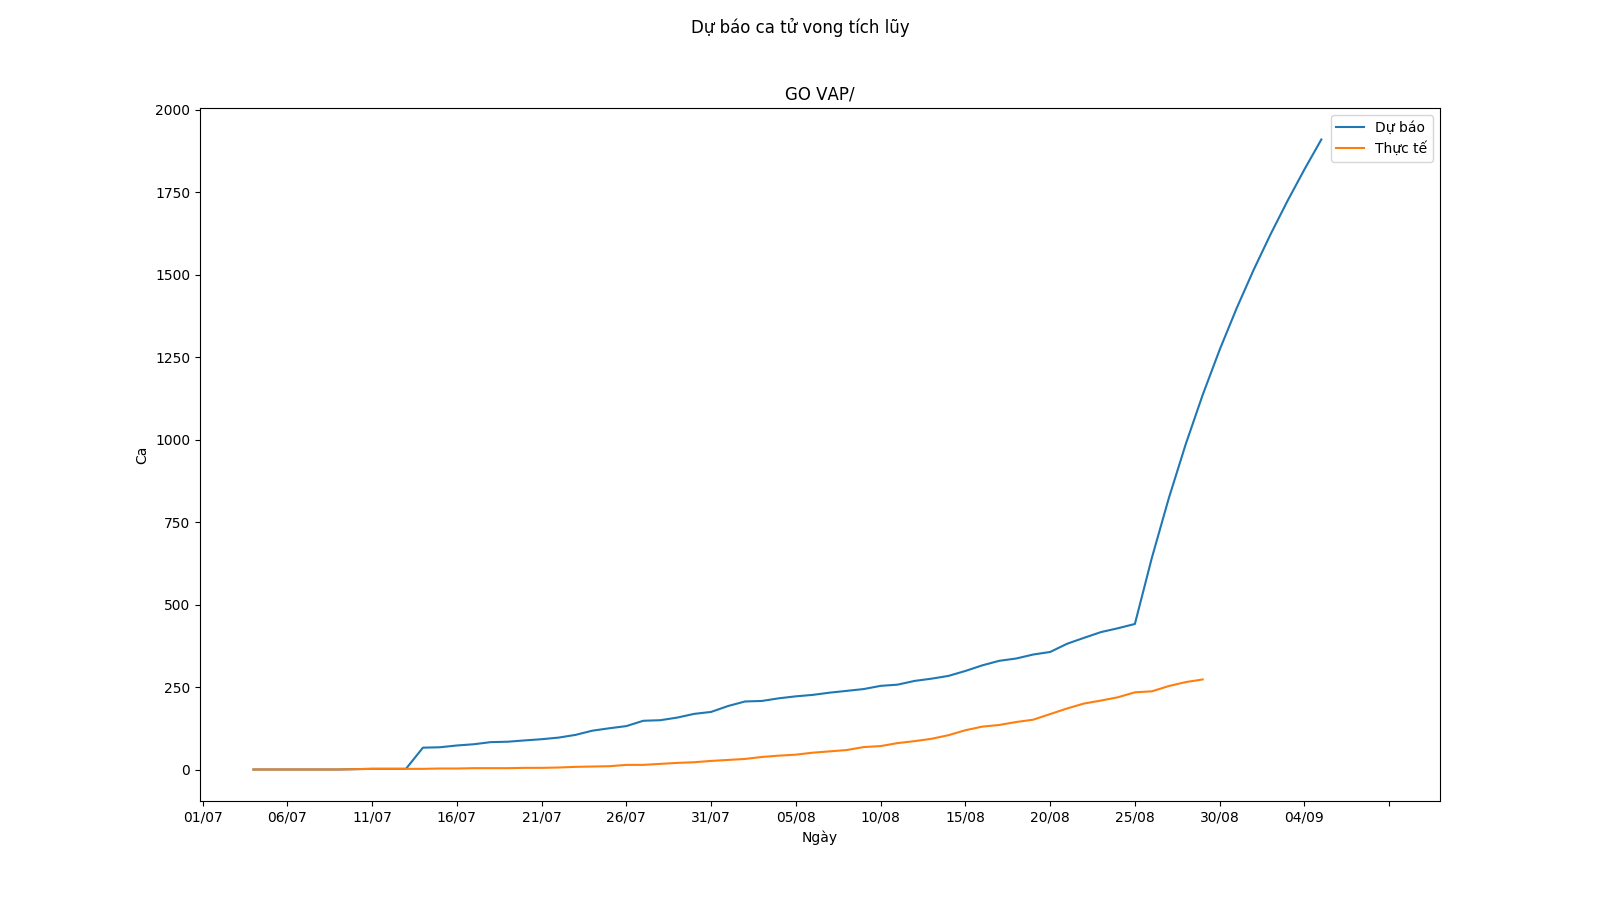 Dự báo ca tử vong tích lũy
GO VAP/
Dự báo
Thực tế
2000
1750
1500
1250
1000
750
500
250
0
Ca
01/07 06/07 11/07 16/07 21/07 26/07 31/07 05/08 10/08 15/08 20/08 25/08 30/08 04/09
Ngày